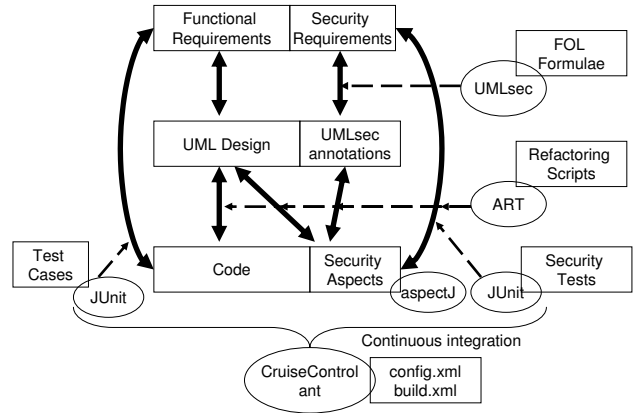 Functional
Requirements
Security
Requirements
FOL
Formulae
UMLsec
UML Design
UMLsec
annotations
Refactoring
Scripts
ART
Test
Cases
JUnit
Code
Security
Aspects
aspectJ
JUnit
Security
Tests
Continuous integration
CruiseControl
ant
config.xml
build.xml